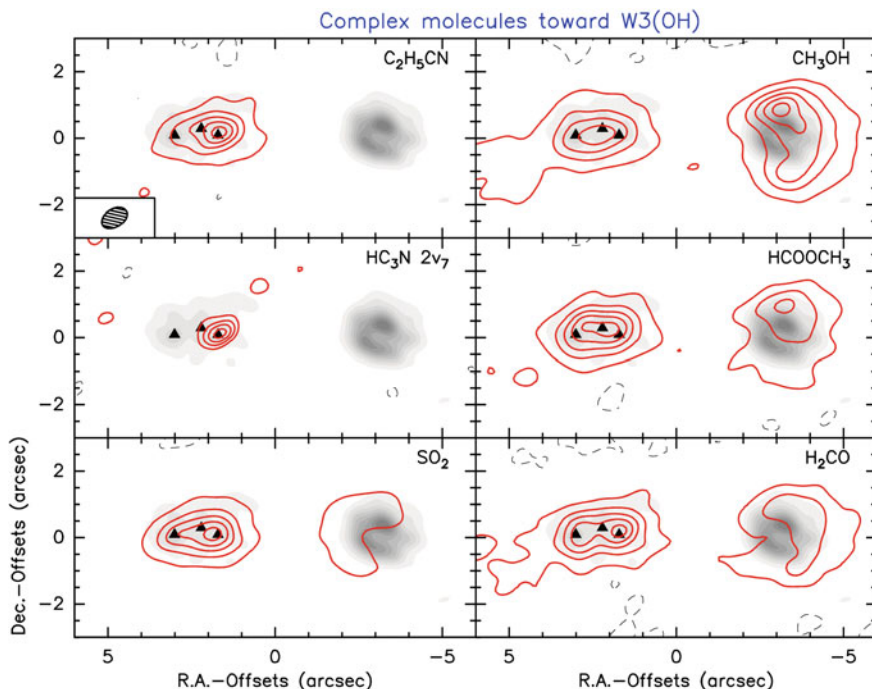 Complex molecules toward W3(OH)
C₂H₅CN
CH₃OH
2
0
−2
HC₃N 2v₇
HCOOCH₃
2
0
−2
SO₂
H₂CO
2
0
−2
Dec.−Offsets (arcsec)
5 0 −5 5 0 −5
R.A.−Offsets (arcsec) R.A.−Offsets (arcsec)